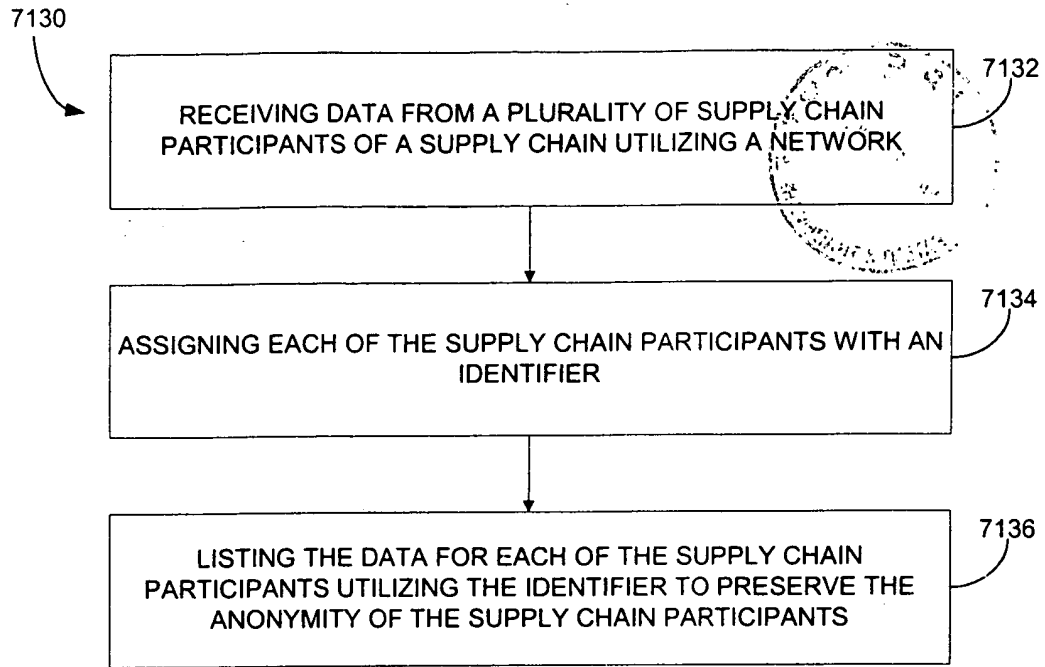 7130
RECEIVING DATA FROM A PLURALITY OF SUPPLY CHAIN
PARTICIPANTS OF A SUPPLY CHAIN UTILIZING A NETWORK
7132
ASSIGNING EACH OF THE SUPPLY CHAIN PARTICIPANTS WITH AN
IDENTIFIER
7134
LISTING THE DATA FOR EACH OF THE SUPPLY CHAIN
PARTICIPANTS UTILIZING THE IDENTIFIER TO PRESERVE THE
ANONYMITY OF THE SUPPLY CHAIN PARTICIPANTS
7136